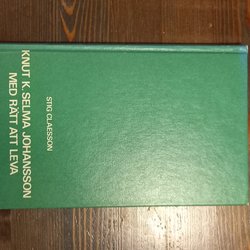 STIG CLAESSON
KNUT K. SELMA JOHANSSON
MED RÄTT ATT LEVA